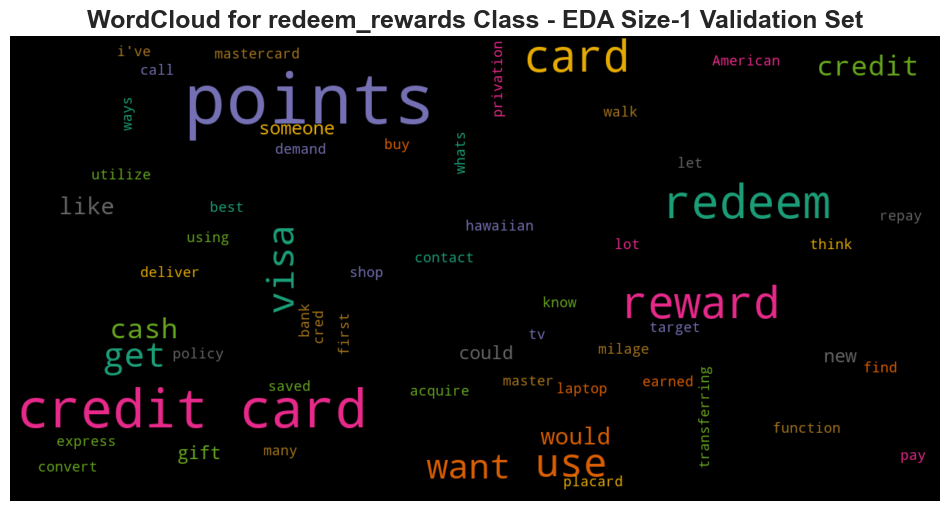 WordCloud for redeem_rewards Class - EDA Size-1 Validation Set
i've
mastercard
card
American
credit
call
privation
points
ways
someone
walk
demand
buy
whats
let
utilize
redeem
like
best
repay
hawaiian
using
visa
lot
think
contact
deliver
shop
reward
know
bank
cred
first
cash
target
tv
get
policy
could
milage
new
find
credit card
saved
acquire
master
laptop
earned
transferring
express
gift
many
would
function
convert
want
use
pay
placard